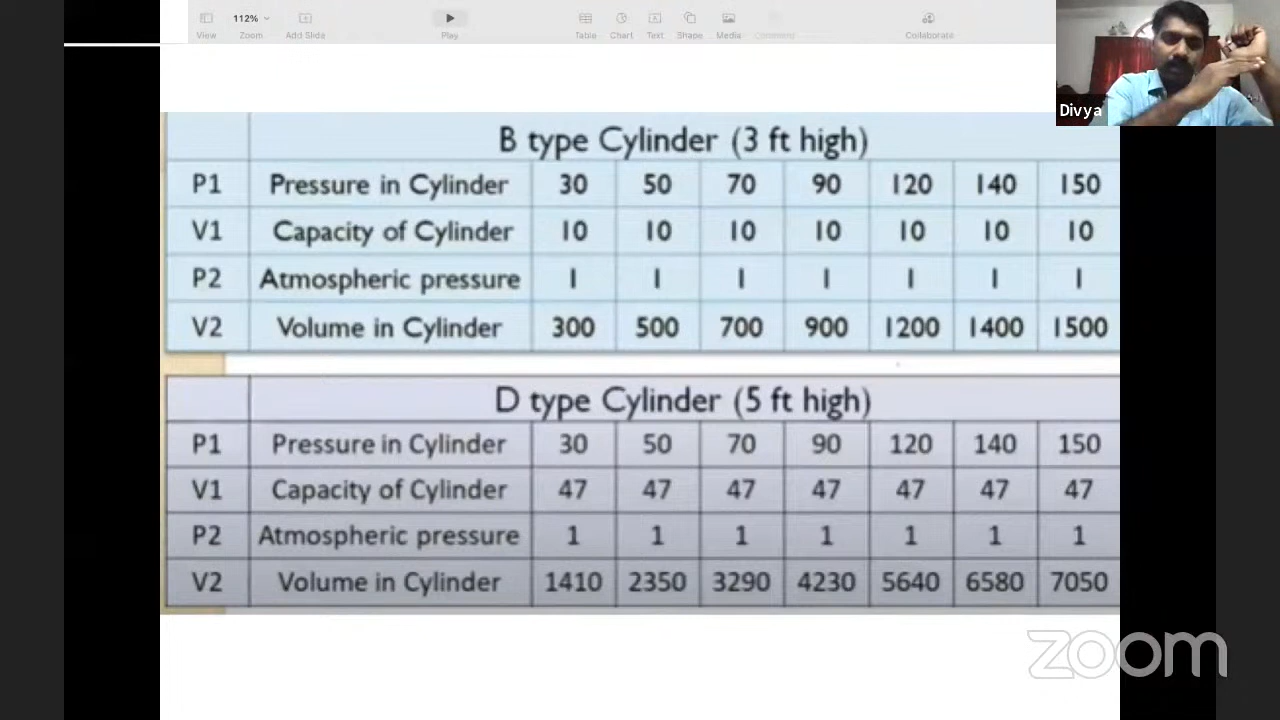 112%
View Zoom Add Slide Play Table Chart Text Shape Media Comment Collaborate
Divya
B type Cylinder (3 ft high)
P1 Pressure in Cylinder 30 50 70 90 120 140 150
V1 Capacity of Cylinder 10 10 10 10 10 10 10
P2 Atmospheric pressure 1 1 1 1 1 1 1
V2 Volume in Cylinder 300 500 700 900 1200 1400 1500
D type Cylinder (5 ft high)
P1 Pressure in Cylinder 30 50 70 90 120 140 150
V1 Capacity of Cylinder 47 47 47 47 47 47 47
P2 Atmospheric pressure 1 1 1 1 1 1 1
V2 Volume in Cylinder 1410 2350 3290 4230 5640 6580 7050
zoom